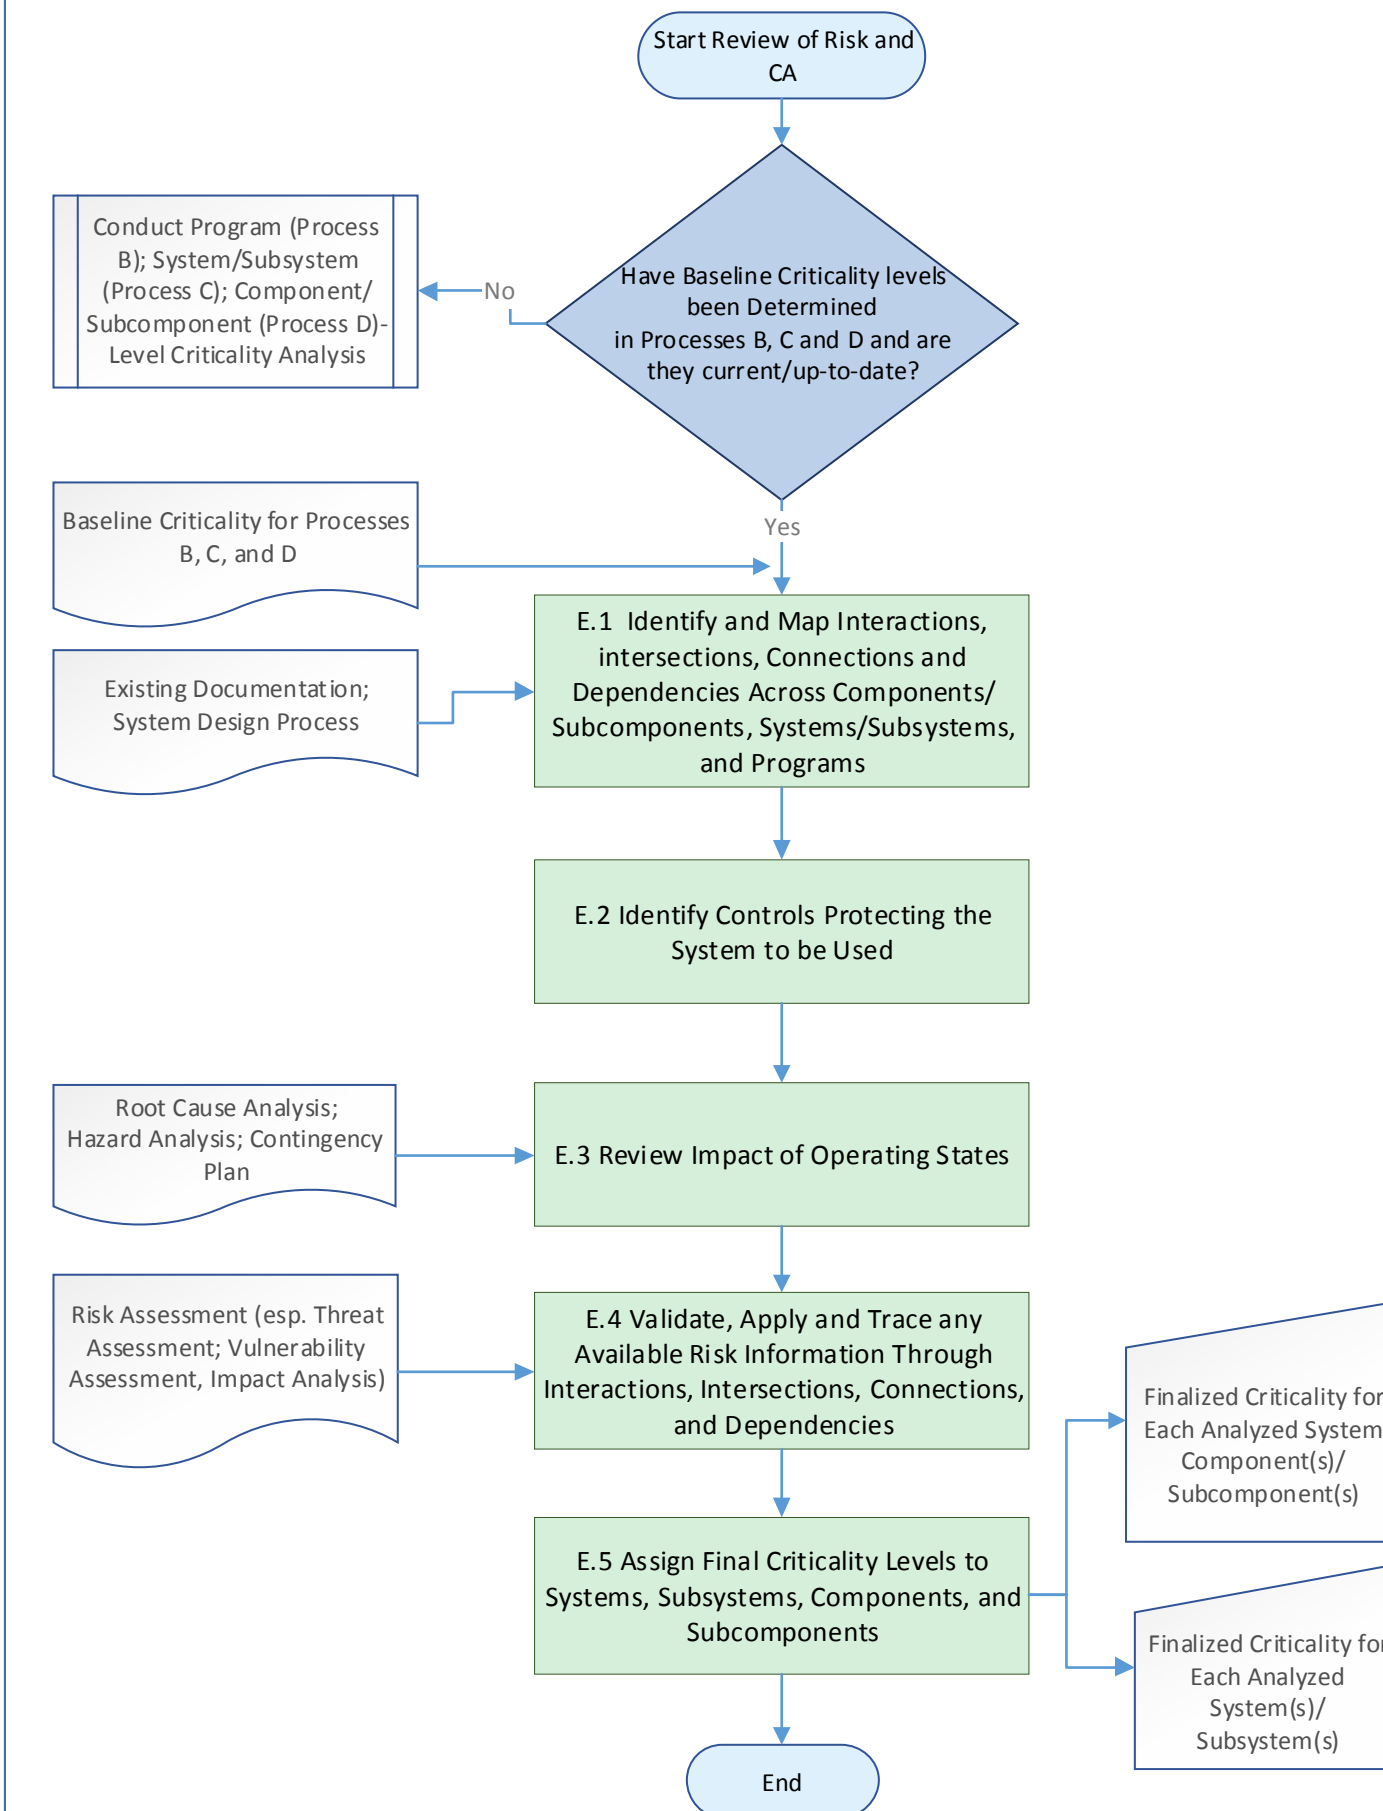 Start Review of Risk and
CA
Conduct Program (Process
B); System/Subsystem
(Process C); Component/
Subcomponent (Process D)-
Level Criticality Analysis
No
Have Baseline Criticality levels
been Determined
in Processes B, C and D and are
they current/up-to-date?
Yes
Baseline Criticality for Processes
B, C, and D
Existing Documentation;
System Design Process
E.1 Identify and Map Interactions,
intersections, Connections and
Dependencies Across Components/
Subcomponents, Systems/Subsystems,
and Programs
E.2 Identify Controls Protecting the
System to be Used
Root Cause Analysis;
Hazard Analysis; Contingency
Plan
E.3 Review Impact of Operating States
Risk Assessment (esp. Threat
Assessment; Vulnerability
Assessment, Impact Analysis)
E.4 Validate, Apply and Trace any
Available Risk Information Through
Interactions, Intersections, Connections,
and Dependencies
Finalized Criticality for
Each Analyzed System
Component(s)/
Subcomponent(s)
E.5 Assign Final Criticality Levels to
Systems, Subsystems, Components, and
Subcomponents
Finalized Criticality for
Each Analyzed
System(s)/
Subsystem(s)
End